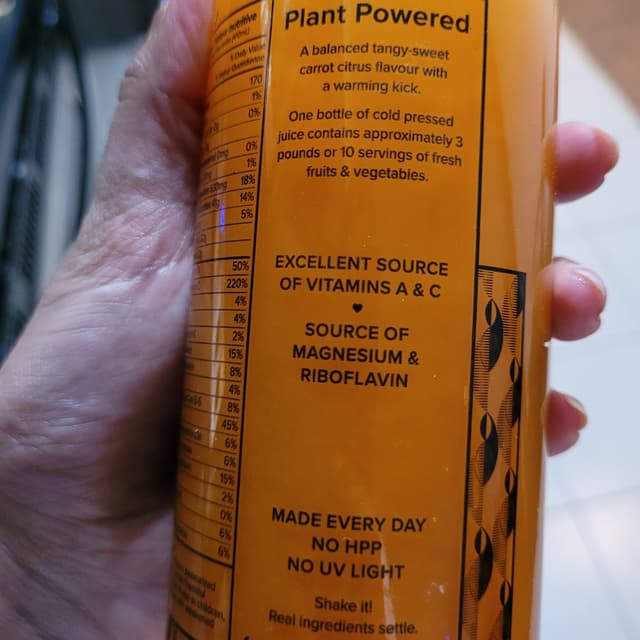 Plant Powered
A balanced tangy-sweet
carrot citrus flavour with
a warming kick.
One bottle of cold pressed
juice contains approximately 3
pounds or 10 servings of fresh
fruits & vegetables.
EXCELLENT SOURCE
OF VITAMINS A & C
SOURCE OF
MAGNESIUM &
RIBOFLAVIN
MADE EVERY DAY
NO HPP
NO UV LIGHT
Shake it!
Real ingredients settle.
% Daily Value
170
1%
0%
0%
1%
18%
14%
5%
50%
220%
4%
4%
2%
15%
8%
4%
8%
45%
6%
6%
15%
2%
0%
6%
6%